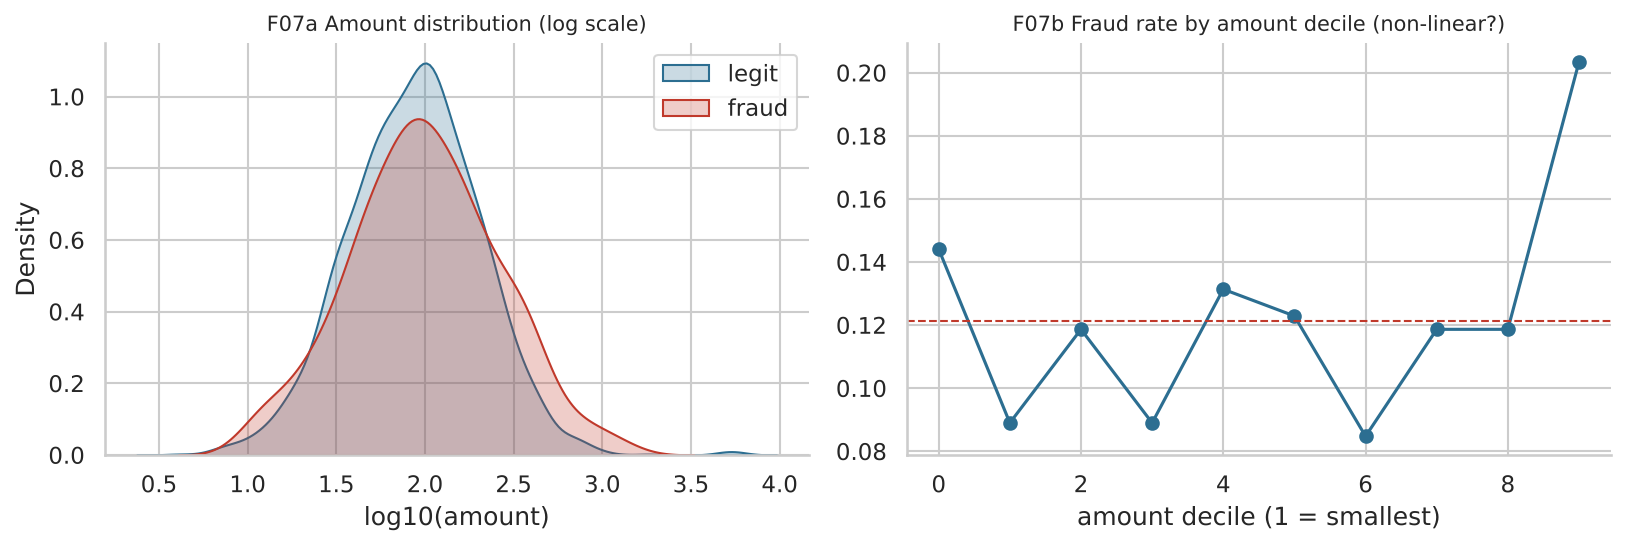 F07a Amount distribution (log scale)
legit
fraud
Density
1.0
0.8
0.6
0.4
0.2
0.0
0.5 1.0 1.5 2.0 2.5 3.0 3.5 4.0
log10(amount)
F07b Fraud rate by amount decile (non-linear?)
0.20
0.18
0.16
0.14
0.12
0.10
0.08
0 2 4 6 8
amount decile (1 = smallest)